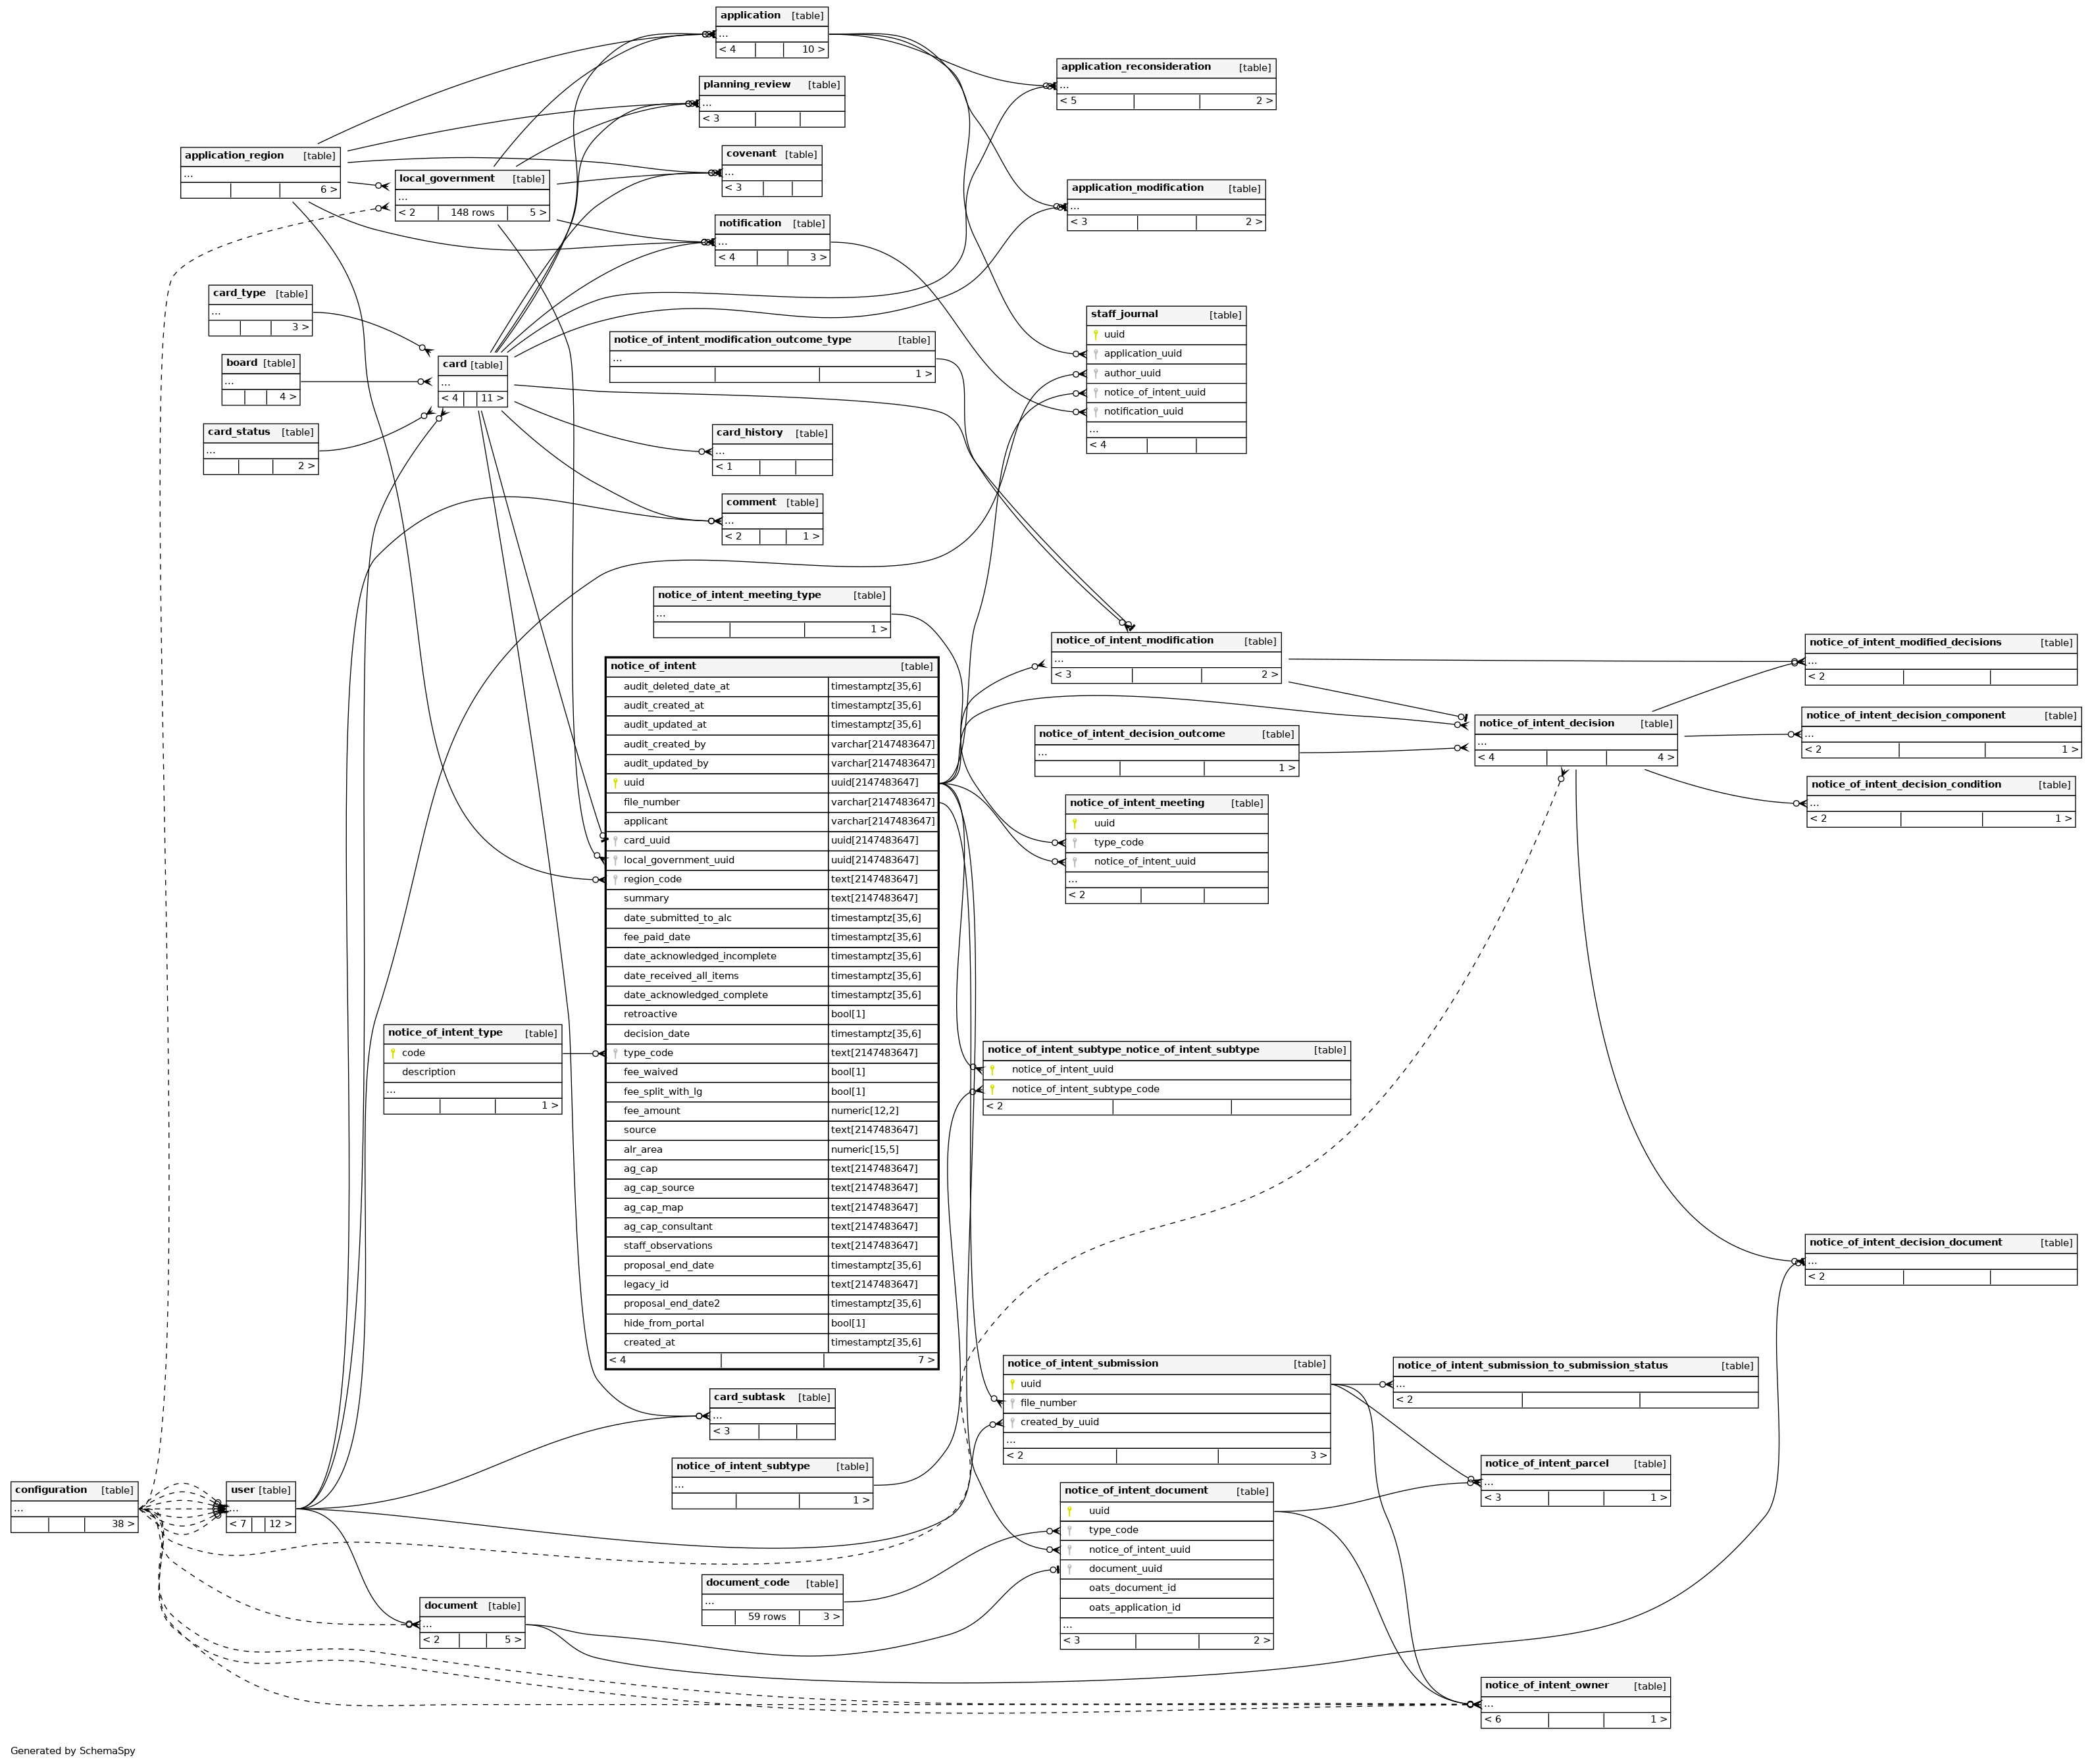 application [table]
...
< 4 10 >
application_reconsideration [table]
...
< 5 2 >
planning_review [table]
...
< 3
application_region [table]
...
6 >
covenant [table]
...
< 3
local_government [table]
...
< 2 148 rows 5 >
application_modification [table]
...
< 3 2 >
notification [table]
...
< 4 3 >
card_type [table]
...
3 >
staff_journal [table]
uuid
application_uuid
author_uuid
notice_of_intent_uuid
notification_uuid
...
< 4
notice_of_intent_modification_outcome_type [table]
...
1 >
board [table]
...
4 >
card [table]
...
< 4 11 >
card_status [table]
...
2 >
card_history [table]
...
< 1
comment [table]
...
< 2 1 >
notice_of_intent_meeting_type [table]
...
1 >
notice_of_intent [table]
audit_deleted_date_at timestamptz[35,6]
audit_created_at timestamptz[35,6]
audit_updated_at timestamptz[35,6]
audit_created_by varchar[2147483647]
audit_updated_by varchar[2147483647]
uuid uuid[2147483647]
file_number varchar[2147483647]
applicant varchar[2147483647]
card_uuid uuid[2147483647]
local_government_uuid uuid[2147483647]
region_code text[2147483647]
summary text[2147483647]
date_submitted_to_alc timestamptz[35,6]
fee_paid_date timestamptz[35,6]
date_acknowledged_incomplete timestamptz[35,6]
date_received_all_items timestamptz[35,6]
date_acknowledged_complete timestamptz[35,6]
retroactive bool[1]
decision_date timestamptz[35,6]
type_code text[2147483647]
fee_waived bool[1]
fee_split_with_lg bool[1]
fee_amount numeric[12,2]
source text[2147483647]
alr_area numeric[15,5]
ag_cap text[2147483647]
ag_cap_source text[2147483647]
ag_cap_map text[2147483647]
ag_cap_consultant text[2147483647]
staff_observations text[2147483647]
proposal_end_date timestamptz[35,6]
legacy_id text[2147483647]
proposal_end_date2 timestamptz[35,6]
hide_from_portal bool[1]
created_at timestamptz[35,6]
< 4 7 >
notice_of_intent_modification [table]
...
< 3 2 >
notice_of_intent_modified_decisions [table]
...
< 2
notice_of_intent_decision_outcome [table]
...
1 >
notice_of_intent_decision [table]
...
< 4 4 >
notice_of_intent_decision_component [table]
...
< 2 1 >
notice_of_intent_decision_condition [table]
...
< 2 1 >
notice_of_intent_meeting [table]
uuid
type_code
notice_of_intent_uuid
...
< 2
notice_of_intent_type [table]
code
description
...
1 >
notice_of_intent_subtype_notice_of_intent_subtype [table]
notice_of_intent_uuid
notice_of_intent_subtype_code
< 2
notice_of_intent_decision_document [table]
...
< 2
notice_of_intent_submission [table]
uuid
file_number
created_by_uuid
...
< 2 3 >
notice_of_intent_submission_to_submission_status [table]
...
< 2
card_subtask [table]
...
< 3
notice_of_intent_subtype [table]
...
1 >
notice_of_intent_parcel [table]
...
< 3 1 >
configuration [table]
...
38 >
user [table]
...
< 7 12 >
notice_of_intent_document [table]
uuid
type_code
notice_of_intent_uuid
document_uuid
oats_document_id
oats_application_id
...
< 3 2 >
document_code [table]
...
59 rows 3 >
document [table]
...
< 2 5 >
notice_of_intent_owner [table]
...
< 6 1 >
Generated by SchemaSpy